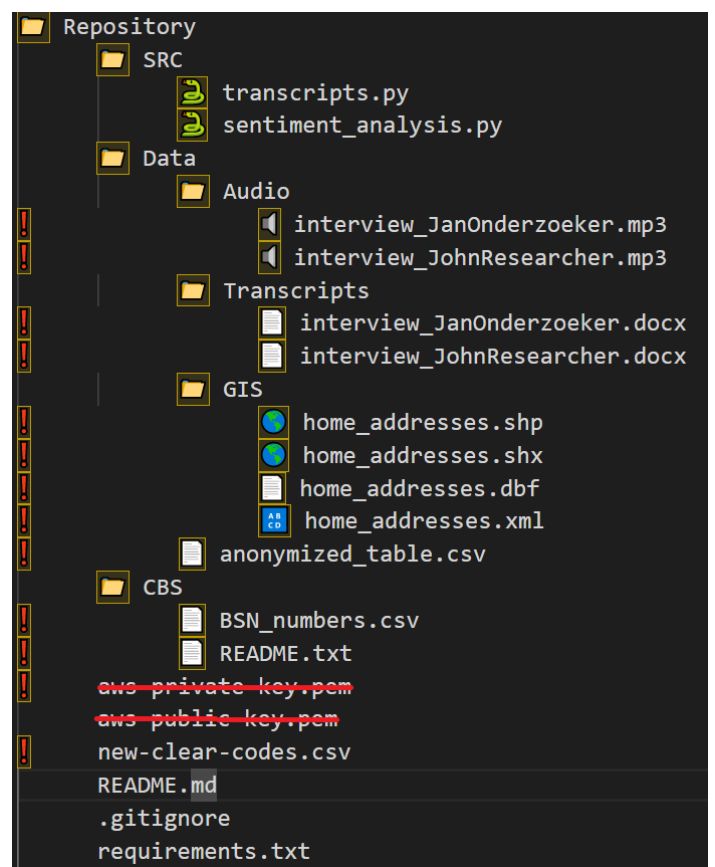 Repository
SRC
transcripts.py
sentiment_analysis.py
Data
Audio
❗ interview_JanOnderzoeker.mp3
❗ interview_JohnResearcher.mp3
Transcripts
❗ interview_JanOnderzoeker.docx
❗ interview_JohnResearcher.docx
GIS
❗ home_addresses.shp
❗ home_addresses.shx
❗ home_addresses.dbf
❗ home_addresses.xml
❗ anonymized_table.csv
CBS
❗ BSN_numbers.csv
❗ README.txt
❗ aws-private-key.pem
aws-public-key.pem
❗ new-clear-codes.csv
README.md
.gitignore
requirements.txt